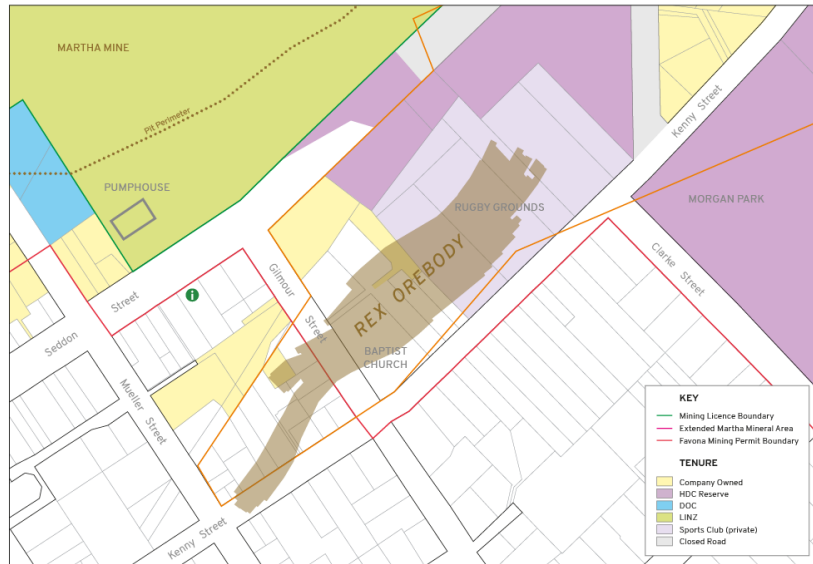 MARTHA MINE
Pit Perimeter
PUMPHOUSE
Kenny Street
MORGAN PARK
RUGBY GROUNDS
REX OREBODY
Clarke Street
Gilmour Street
Seddon Street
i
BAPTIST
CHURCH
Mueller Street
Kenny Street
KEY
Mining Licence Boundary
Extended Martha Mineral Area
Favona Mining Permit Boundary
TENURE
Company Owned
HDC Reserve
DOC
LINZ
Sports Club (private)
Closed Road